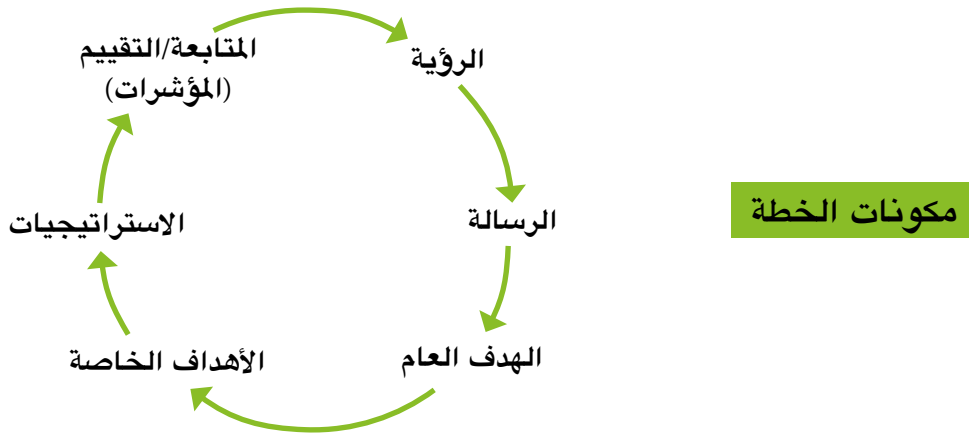 مكونات الخطة
الرؤية
الرسالة
الهدف العام
الأهداف الخاصة
الاستراتيجيات
المتابعة/التقييم
(المؤشرات)